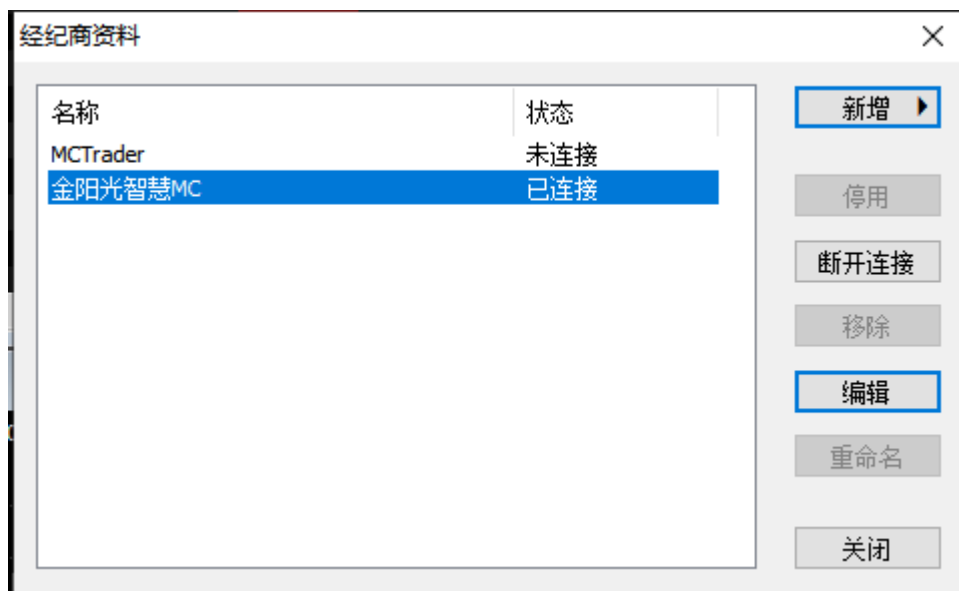 经纪商资料
名称 状态
MCTrader 未连接
金阳光智慧MC 已连接
新增
停用
断开连接
移除
编辑
重命名
关闭